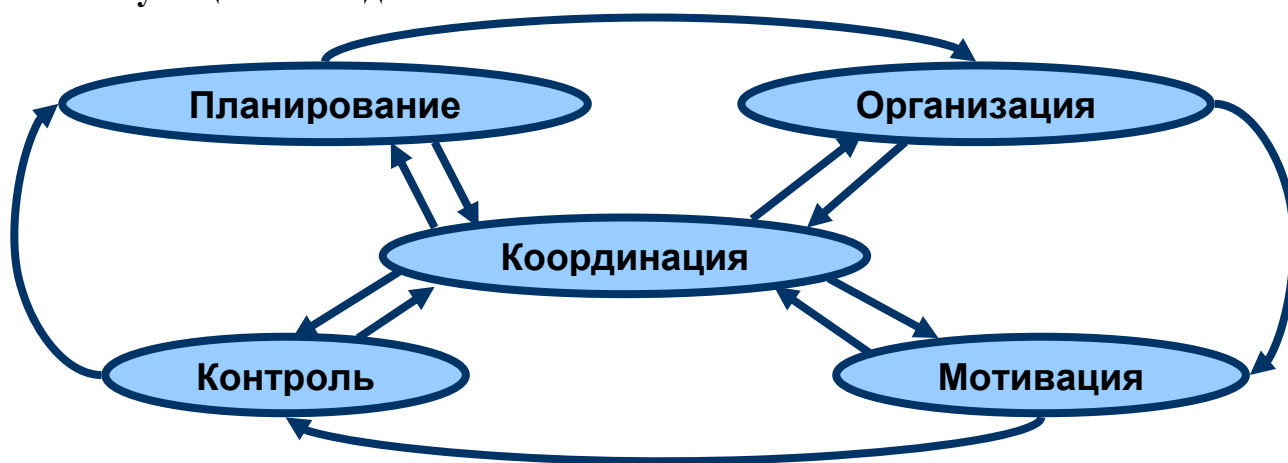 Планирование
Организация
Координация
Контроль
Мотивация